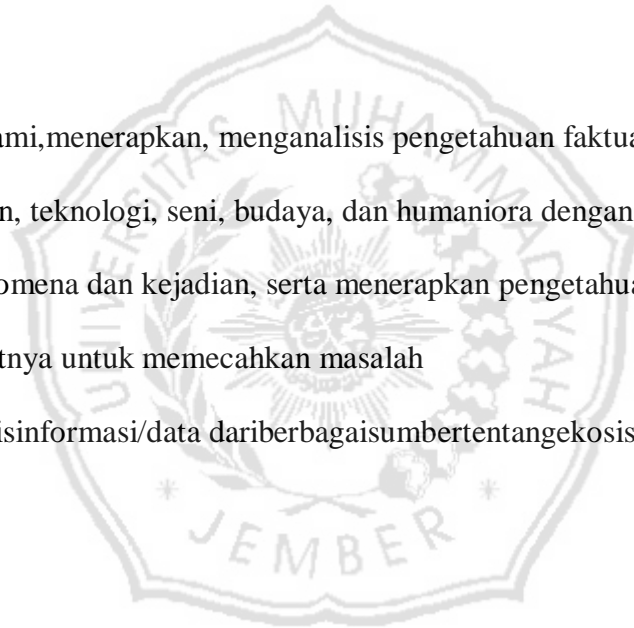 ami,menerapkan, menganalisis pengetahuan faktua
n, teknologi, seni, budaya, dan humaniora dengan
omena dan kejadian, serta menerapkan pengetahua
tnya untuk memecahkan masalah
isinformasi/data dariberbagaisumbertentangekosis
UNIVERSITAS MUHAMMADIYAH
JEMBER